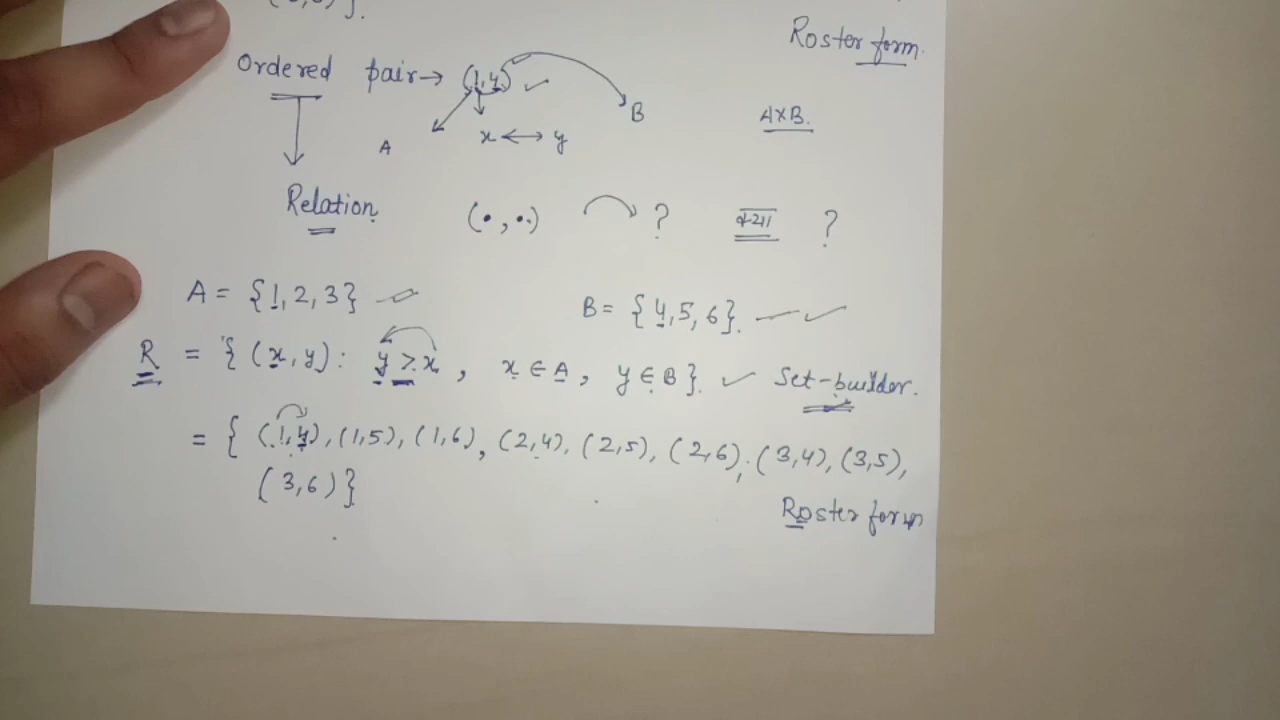 Roster form.
Ordered pair→ (1,4)
B
A×B.
A
x ↔ y
Relation
(•,•) ?
?
A = {1,2,3}
B = {4,5,6}.
R = {(x,y): y > x, x ∈ A, y ∈ B} Set-builder.
= { (1,4), (1,5), (1,6), (2,4), (2,5), (2,6), (3,4), (3,5),
(3,6)}
Roster form